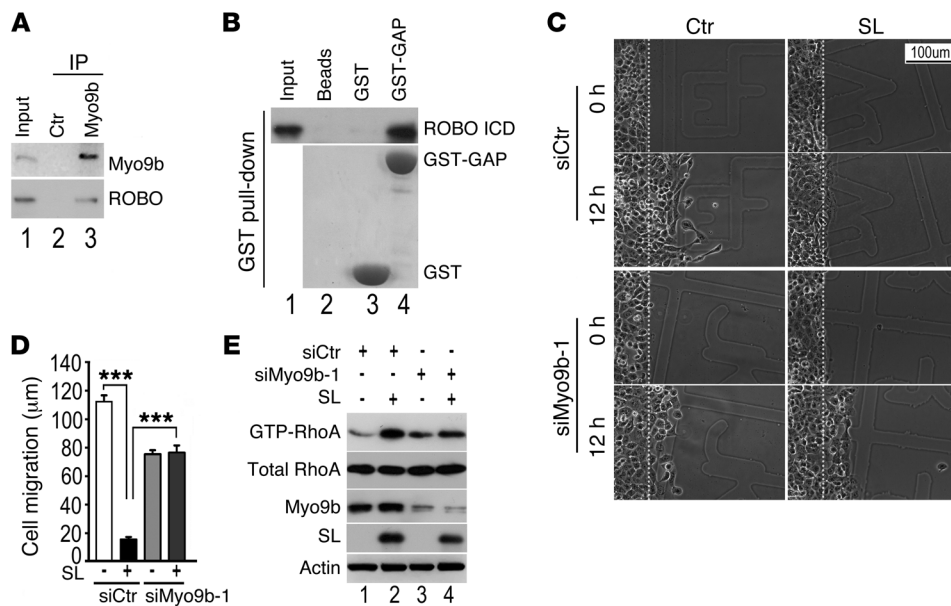 A
IP
Input
Ctr
Myo9b
Myo9b
ROBO
1 2 3
B
Input
Beads
GST
GST-GAP
GST pull-down
ROBO ICD
GST-GAP
GST
1 2 3 4
C
Ctr SL
100um
siCtr
0 h
12 h
siMyo9b-1
0 h
12 h
D
Cell migration (μm)
140
120
100
80
60
40
20
0
***
***
SL - + - +
siCtr siMyo9b-1
E
siCtr + + - -
siMyo9b-1 - - + +
SL - + - +
GTP-RhoA
Total RhoA
Myo9b
SL
Actin
1 2 3 4